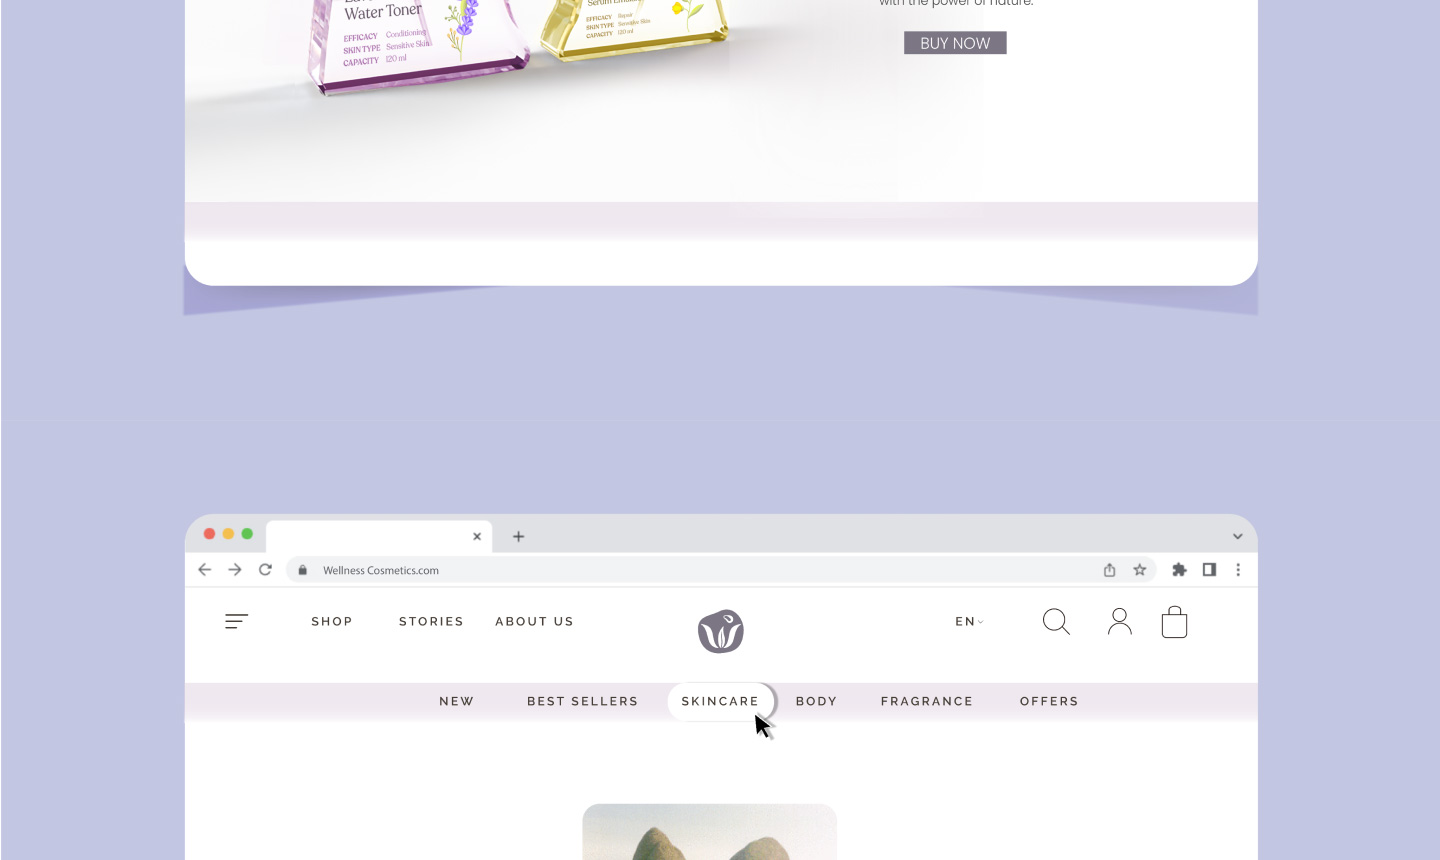 Water Toner
EFFICACY Conditioning
SKIN TYPE Sensitive Skin
CAPACITY 120 ml
EFFICACY Repair
SKIN TYPE Sensitive Skin
CAPACITY 120 ml
with the power of nature.
BUY NOW
Wellness Cosmetics.com
SHOP STORIES ABOUT US EN
NEW BEST SELLERS SKINCARE BODY FRAGRANCE OFFERS